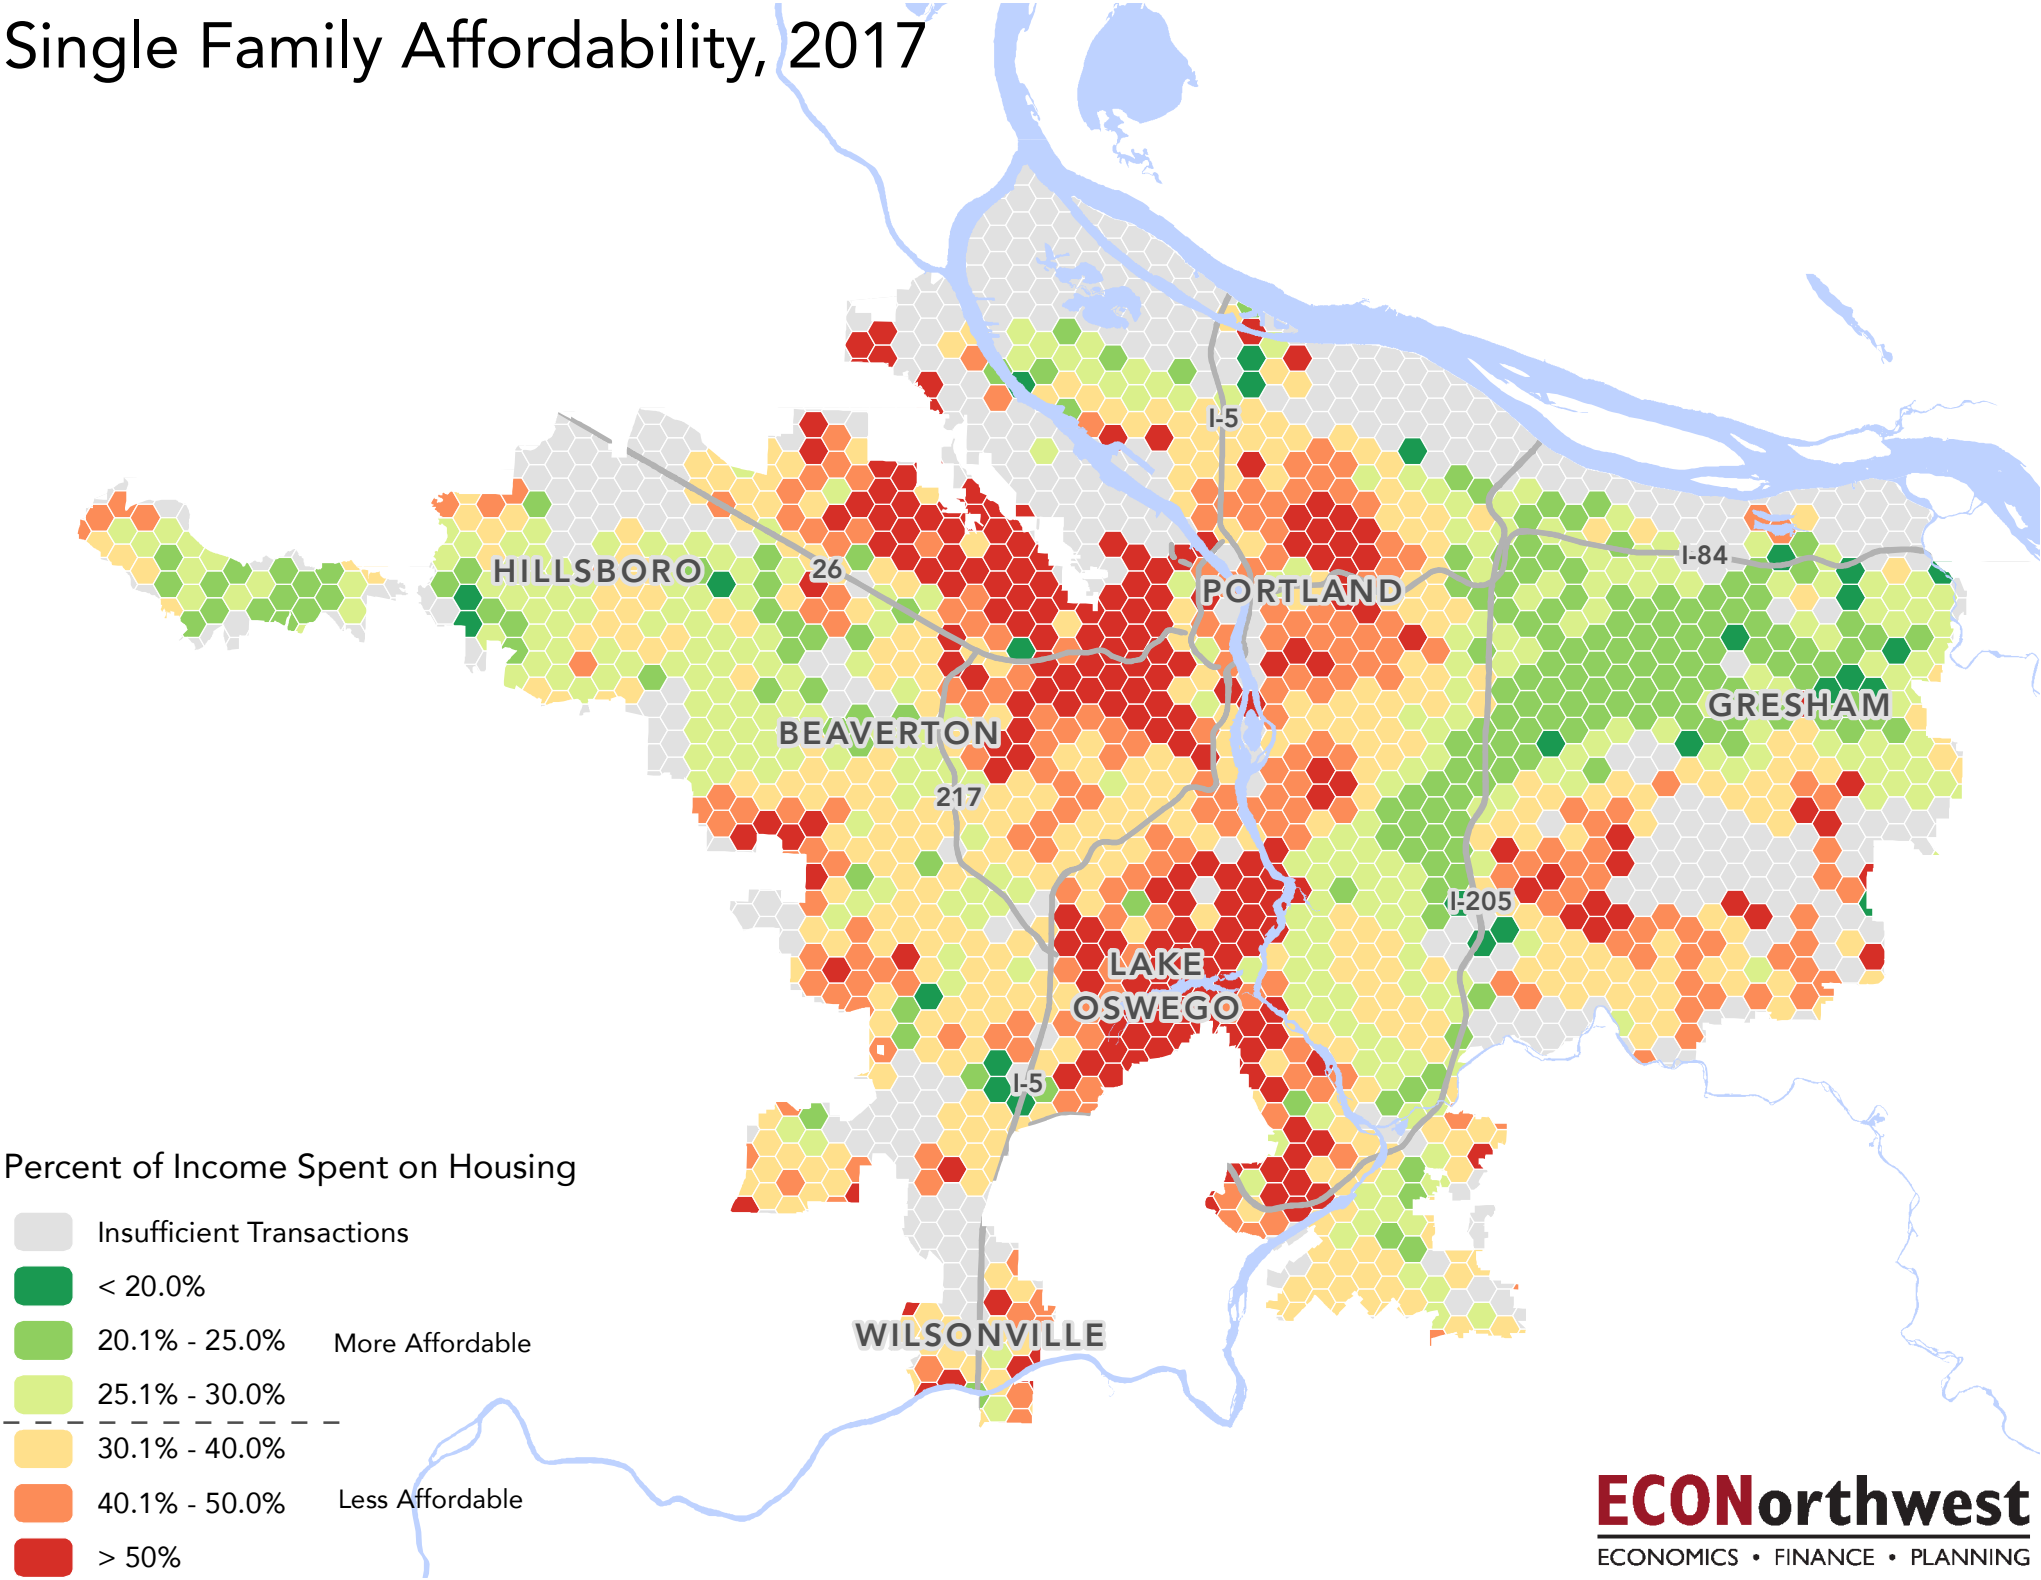 Single Family Affordability, 2017
I-5
HILLSBORO
26
I-84
PORTLAND
GRESHAM
BEAVERTON
217
I-205
LAKE
OSWEGO
I-5
WILSONVILLE
Percent of Income Spent on Housing
Insufficient Transactions
< 20.0%
20.1% - 25.0%
More Affordable
25.1% - 30.0%
30.1% - 40.0%
40.1% - 50.0%
Less Affordable
> 50%
ECONorthwest
ECONOMICS • FINANCE • PLANNING